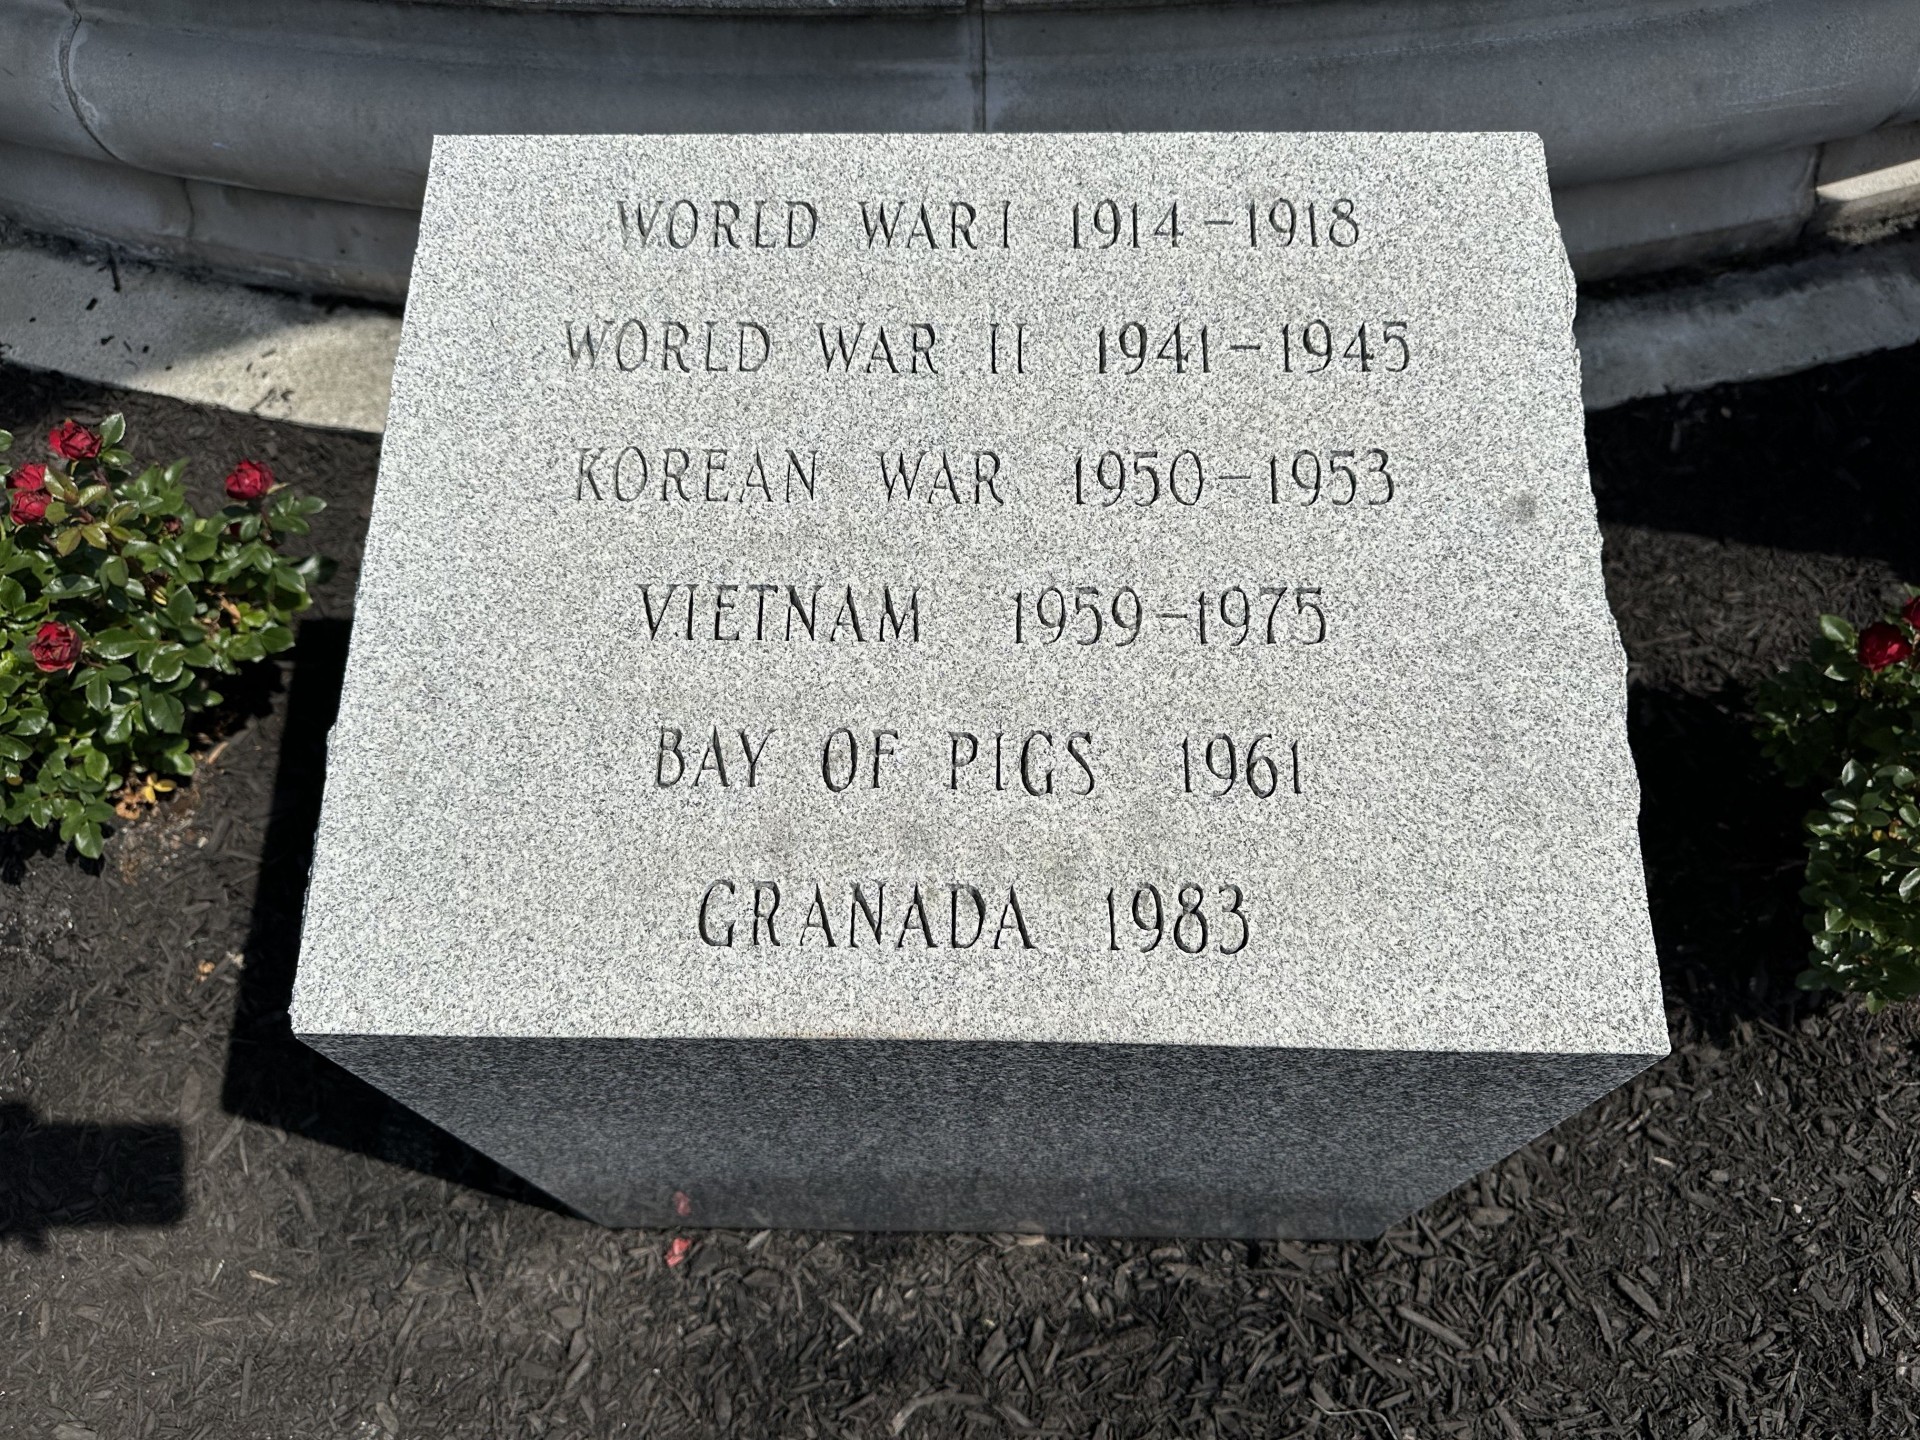 WORLD WAR I 1914-1918
WORLD WAR II 1941-1945
KOREAN WAR 1950-1953
VIETNAM 1959-1975
BAY OF PIGS 1961
GRANADA 1983